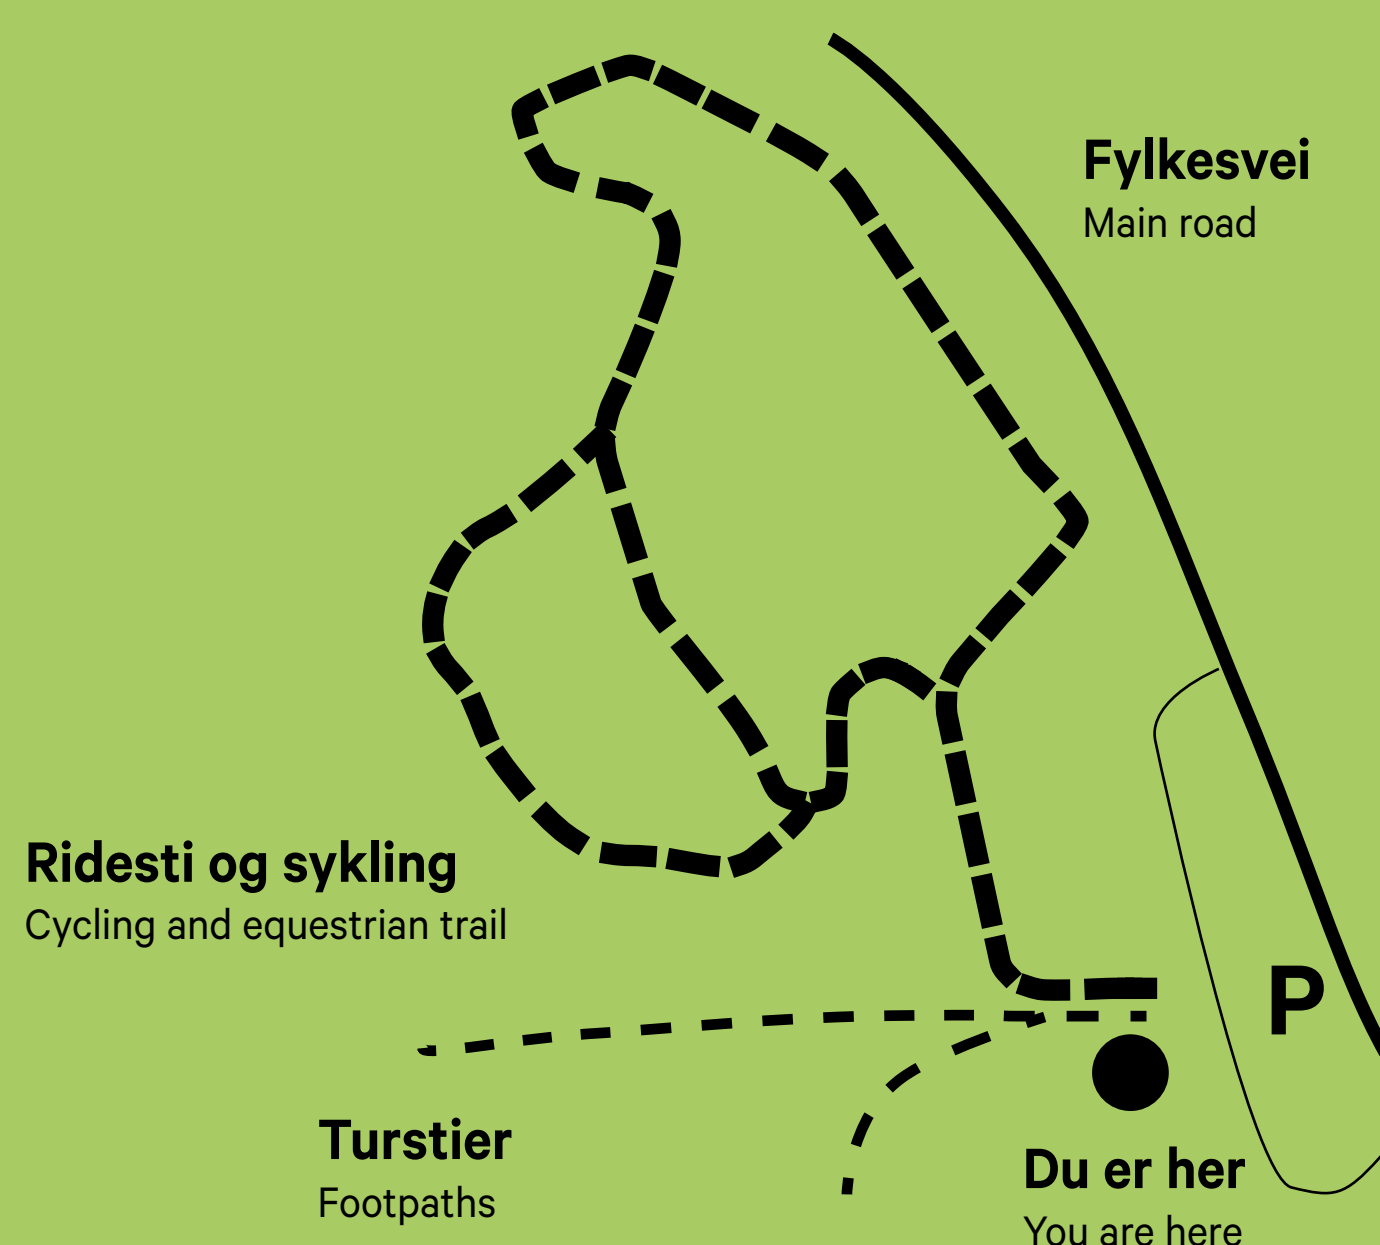 Fylkesvei
Main road
Ridesti og sykling
Cycling and equestrian trail
P
Turstier
Footpaths
Du er her
You are here